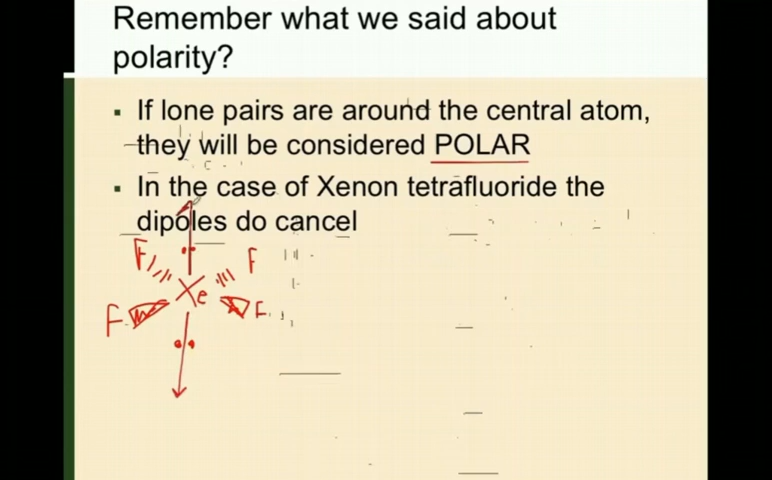 Remember what we said about
polarity?
▪ If lone pairs are around the central atom,
they will be considered POLAR
▪ In the case of Xenon tetrafluoride the
dipoles do cancel
F F
Xe
F F